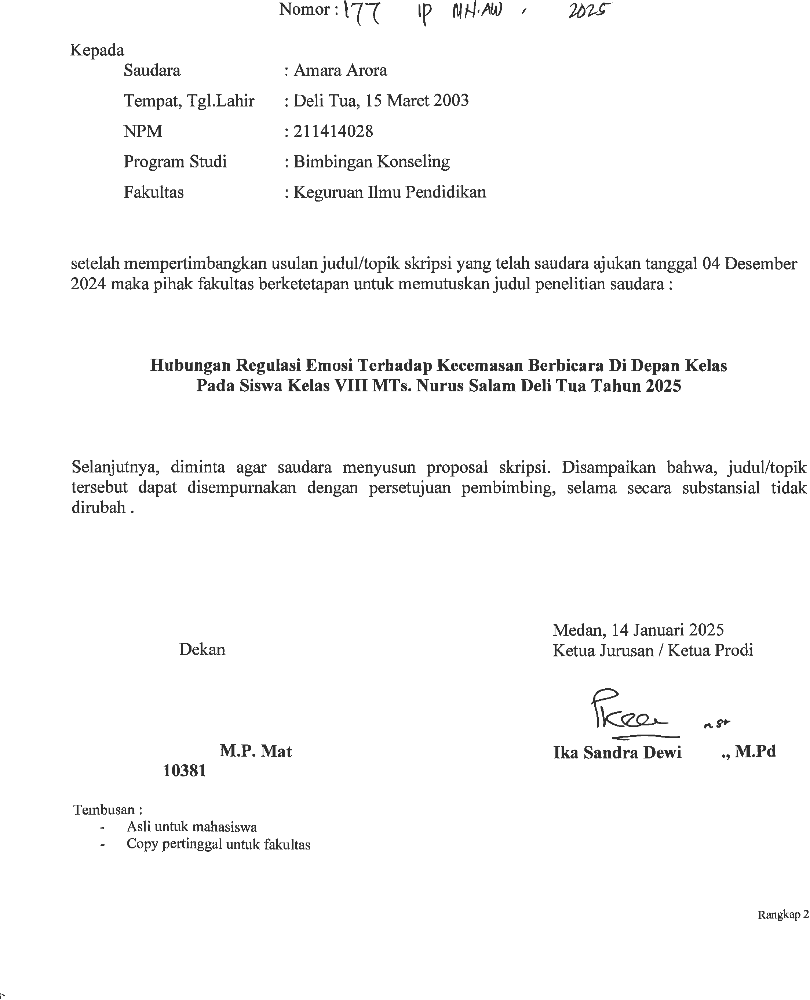 Nomor : 177 IP MH.AW 2025
Kepada
Saudara : Amara Arora
Tempat, Tgl.Lahir : Deli Tua, 15 Maret 2003
NPM : 211414028
Program Studi : Bimbingan Konseling
Fakultas : Keguruan Ilmu Pendidikan
setelah mempertimbangkan usulan judul/topik skripsi yang telah saudara ajukan tanggal 04 Desember
2024 maka pihak fakultas berketetapan untuk memutuskan judul penelitian saudara :
Hubungan Regulasi Emosi Terhadap Kecemasan Berbicara Di Depan Kelas
Pada Siswa Kelas VIII MTs. Nurus Salam Deli Tua Tahun 2025
Selanjutnya, diminta agar saudara menyusun proposal skripsi. Disampaikan bahwa, judul/topik
tersebut dapat disempurnakan dengan persetujuan pembimbing, selama secara substansial tidak
dirubah .
Medan, 14 Januari 2025
Dekan Ketua Jurusan / Ketua Prodi
M.P. Mat Ika Sandra Dewi ., M.Pd
10381
Tembusan :
- Asli untuk mahasiswa
- Copy pertinggal untuk fakultas
Rangkap 2